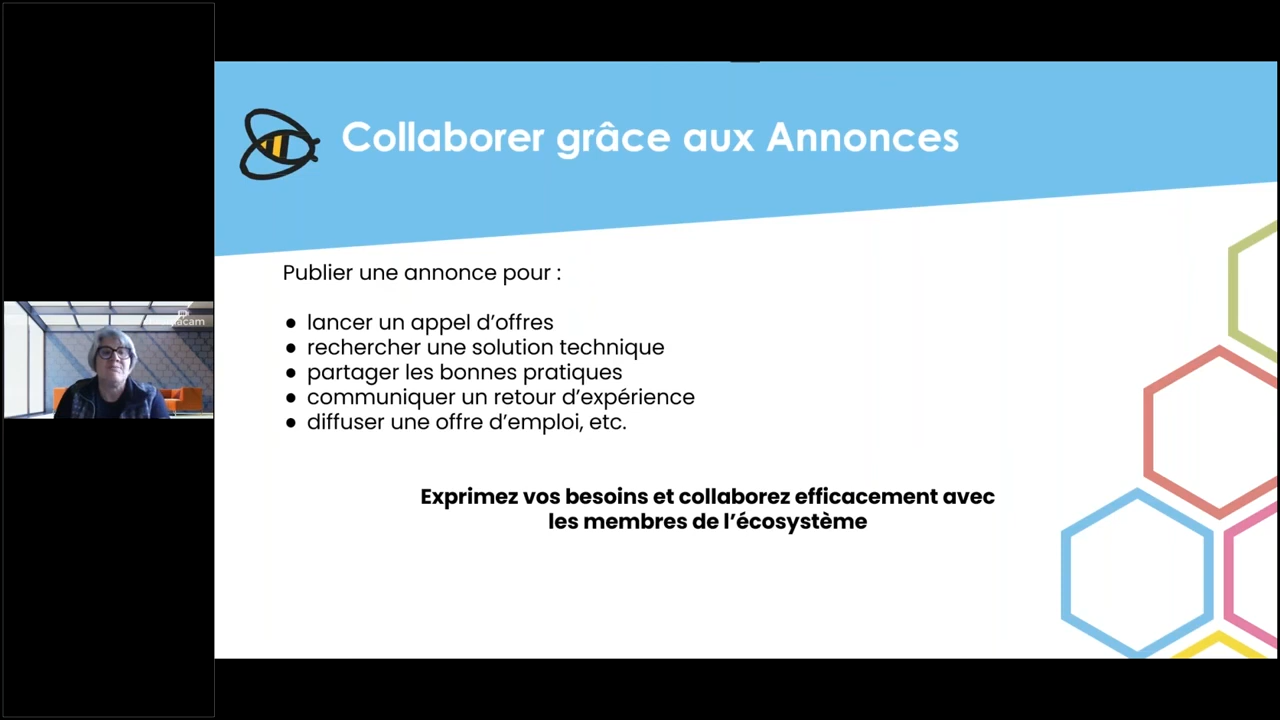 Collaborer grâce aux Annonces
Publier une annonce pour :
● lancer un appel d’offres
● rechercher une solution technique
● partager les bonnes pratiques
● communiquer un retour d’expérience
● diffuser une offre d’emploi, etc.
Exprimez vos besoins et collaborez efficacement avec
les membres de l’écosystème